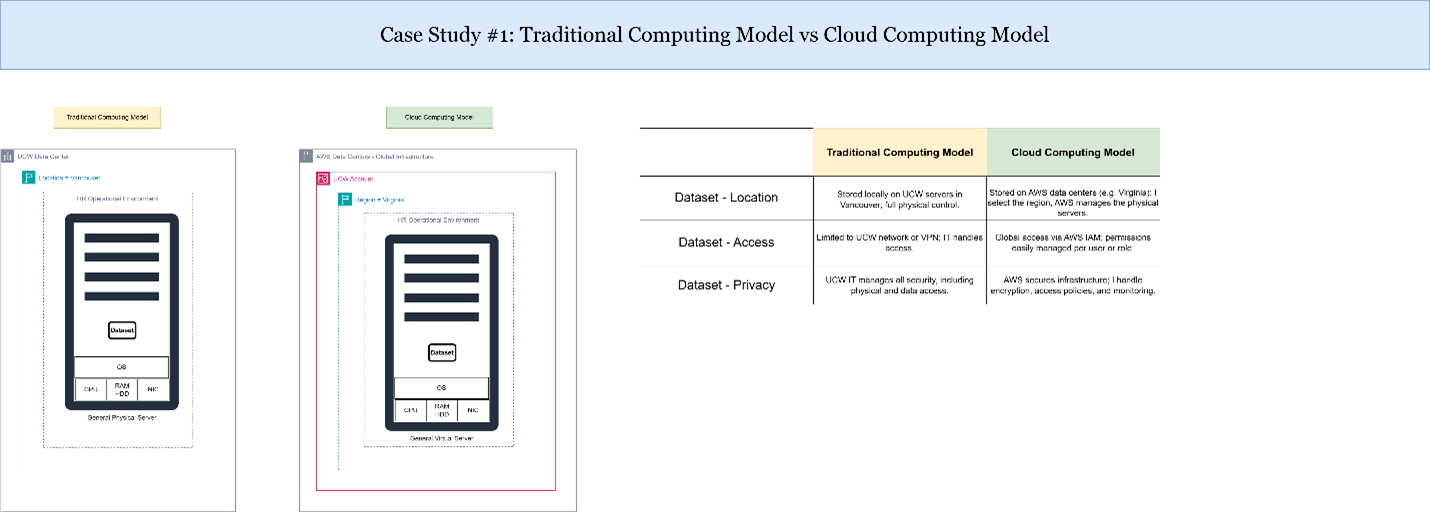 Case Study #1: Traditional Computing Model vs Cloud Computing Model
Traditional Computing Model
UCW Data Center
Location = Vancouver
HR Operational Environment
Dataset
OS
CPU
RAM
HDD
NIC
General Physical Server
Cloud Computing Model
AWS Data Centers - Global Infrastructure
UCW Account
Region = Virginia
HR Operational Environment
Dataset
OS
CPU
RAM
HDD
NIC
General Virtual Server
Traditional Computing Model
Cloud Computing Model
Dataset - Location
Stored locally on UCW servers in
Vancouver; full physical control.
Stored on AWS data centers (e.g. Virginia); I
select the region, AWS manages the physical
servers.
Dataset - Access
Limited to UCW network or VPN; IT handles
access.
Global access via AWS IAM; permissions
easily managed per user or role.
Dataset - Privacy
UCW IT manages all security, including
physical and data access.
AWS secures infrastructure; I handle
encryption, access policies, and monitoring.